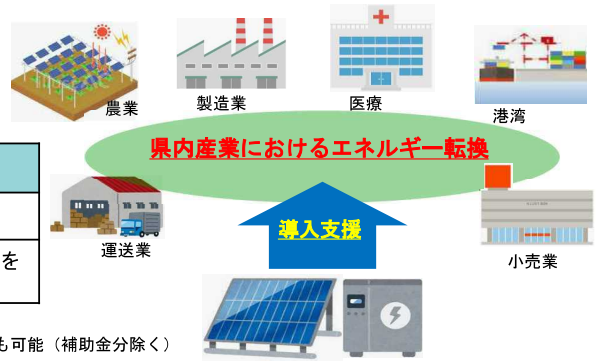 農業
製造業
医療
港湾
県内産業におけるエネルギー転換
運送業
導入支援
小売業
を
も可能（補助金分除く）